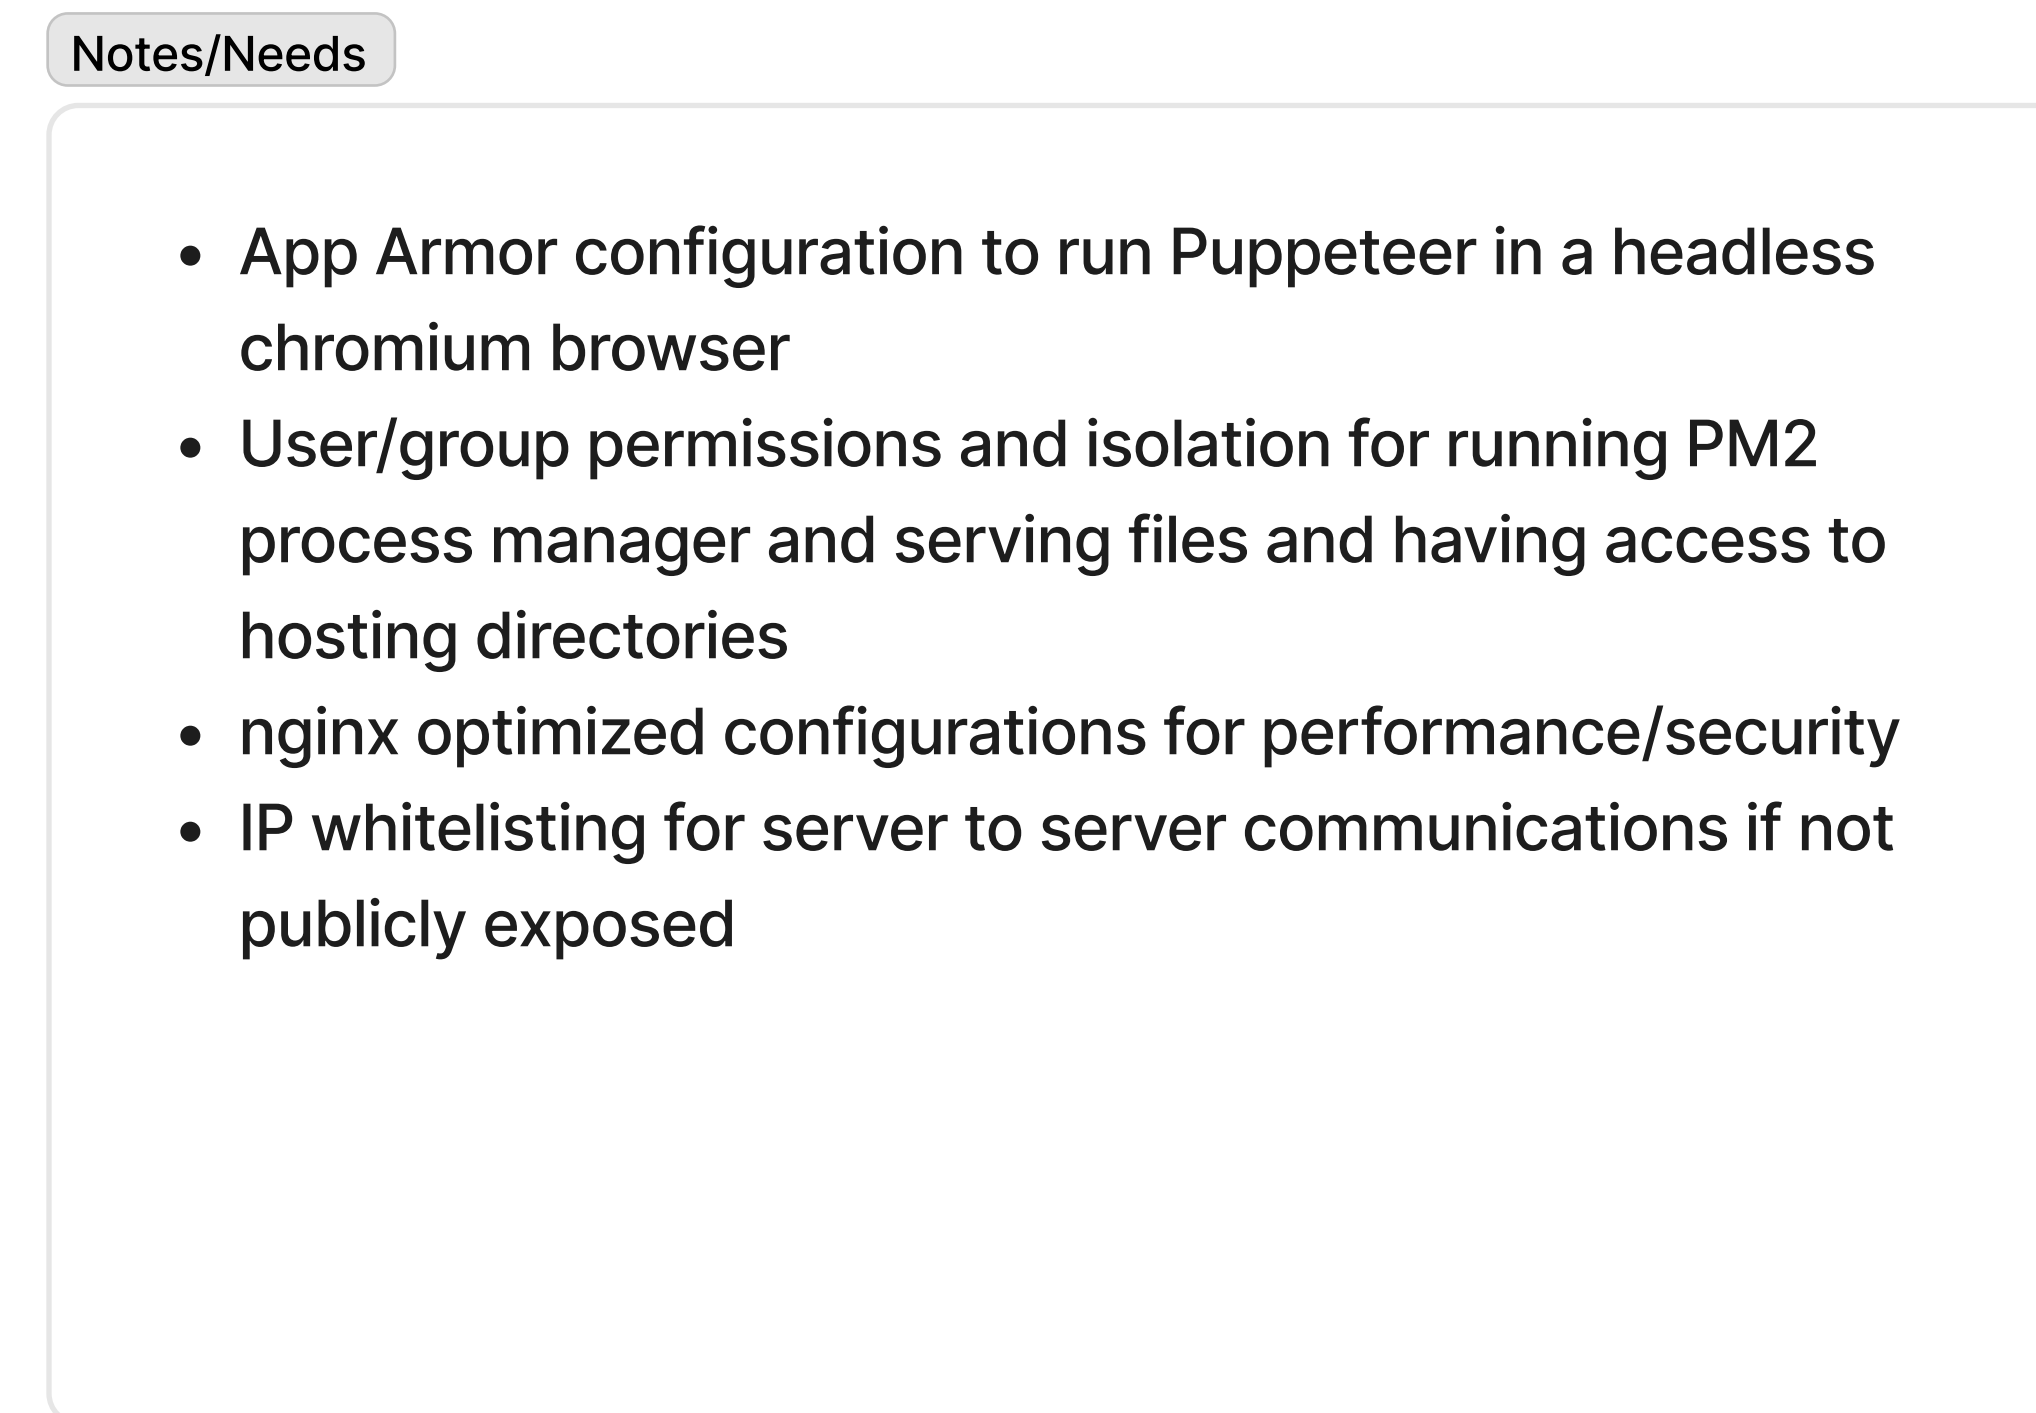 Notes/Needs
• App Armor configuration to run Puppeteer in a headless
chromium browser
• User/group permissions and isolation for running PM2
process manager and serving files and having access to
hosting directories
• nginx optimized configurations for performance/security
• IP whitelisting for server to server communications if not
publicly exposed